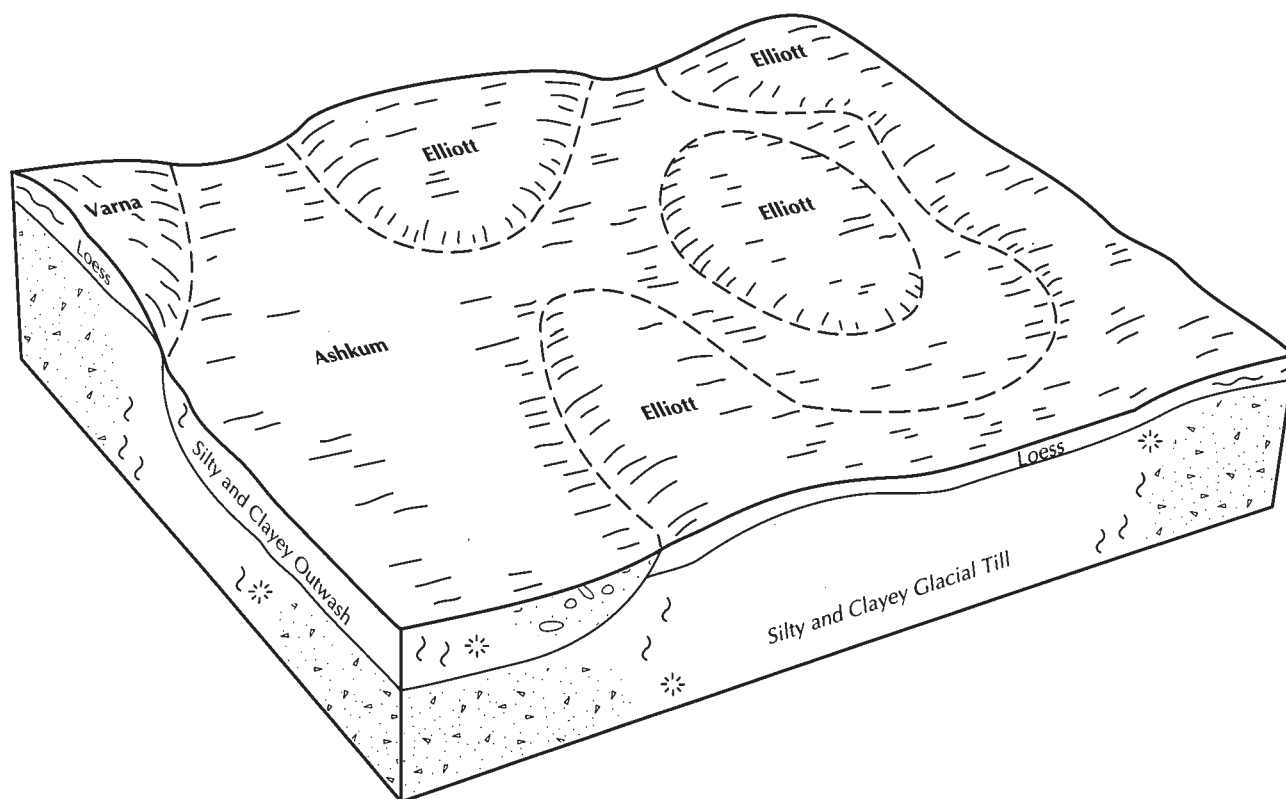 Elliott
Elliott
Varna
Elliott
Loess
Ashkum
Elliott
Loess
Silty and Clayey Outwash
Silty and Clayey Glacial Till